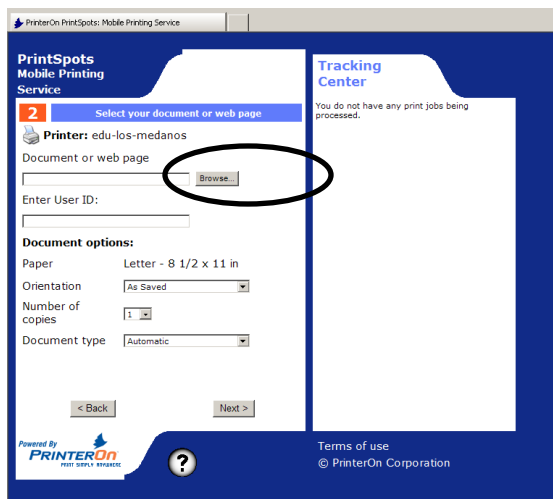 PrinterOn PrintSpots: Mobile Printing Service
PrintSpots
Mobile Printing
Service
2 Select your document or web page
Printer: edu-los-medanos
Document or web page
Browse...
Enter User ID:
Document options:
Paper Letter - 8 1/2 x 11 in
Orientation As Saved
Number of
copies 1
Document type Automatic
< Back Next >
Powered By
PRINTERON
PRINT SIMPLY ANYWHERE
?
Tracking
Center
You do not have any print jobs being
processed.
Terms of use
© PrinterOn Corporation